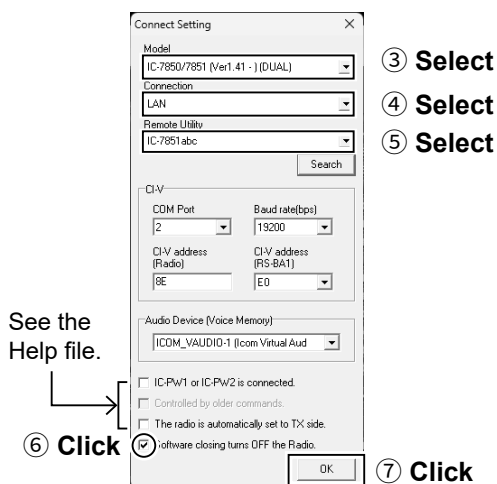 Connect Setting
Model
IC-7850/7851 (Ver1.41 - ) (DUAL)
③ Select
Connection
LAN
④ Select
Remote Utility
IC-7851abc
⑤ Select
Search
CI-V
COM Port Baud rate(bps)
2 19200
CI-V address CI-V address
(Radio) (RS-BA1)
8E E0
Audio Device (Voice Memory)
ICOM_VAUDIO-1 (Icom Virtual Aud
See the
Help file.
IC-PW1 or IC-PW2 is connected.
Controlled by older commands.
The radio is automatically set to TX side.
⑥ Click
Software closing turns OFF the Radio.
OK
⑦ Click